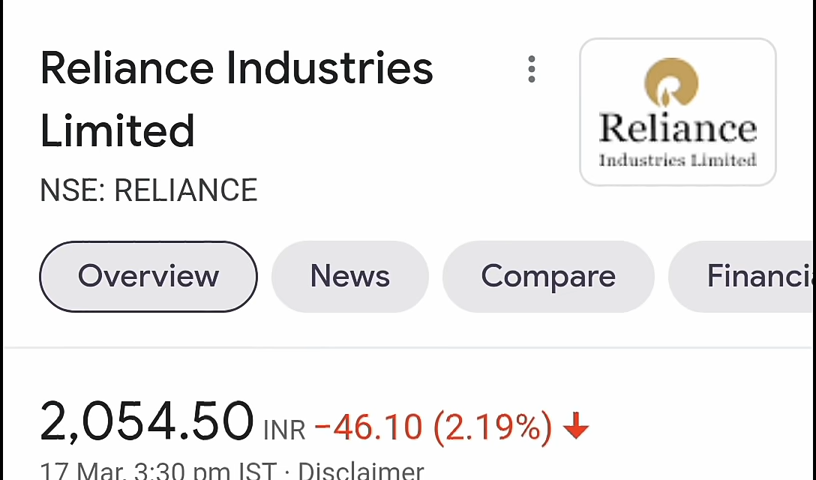 Reliance Industries
Limited
Reliance
Industries Limited
NSE: RELIANCE
Overview
News
Compare
2,054.50 INR −46.10 (2.19%)
17 Mar, 3:30 pm IST · Disclaimer